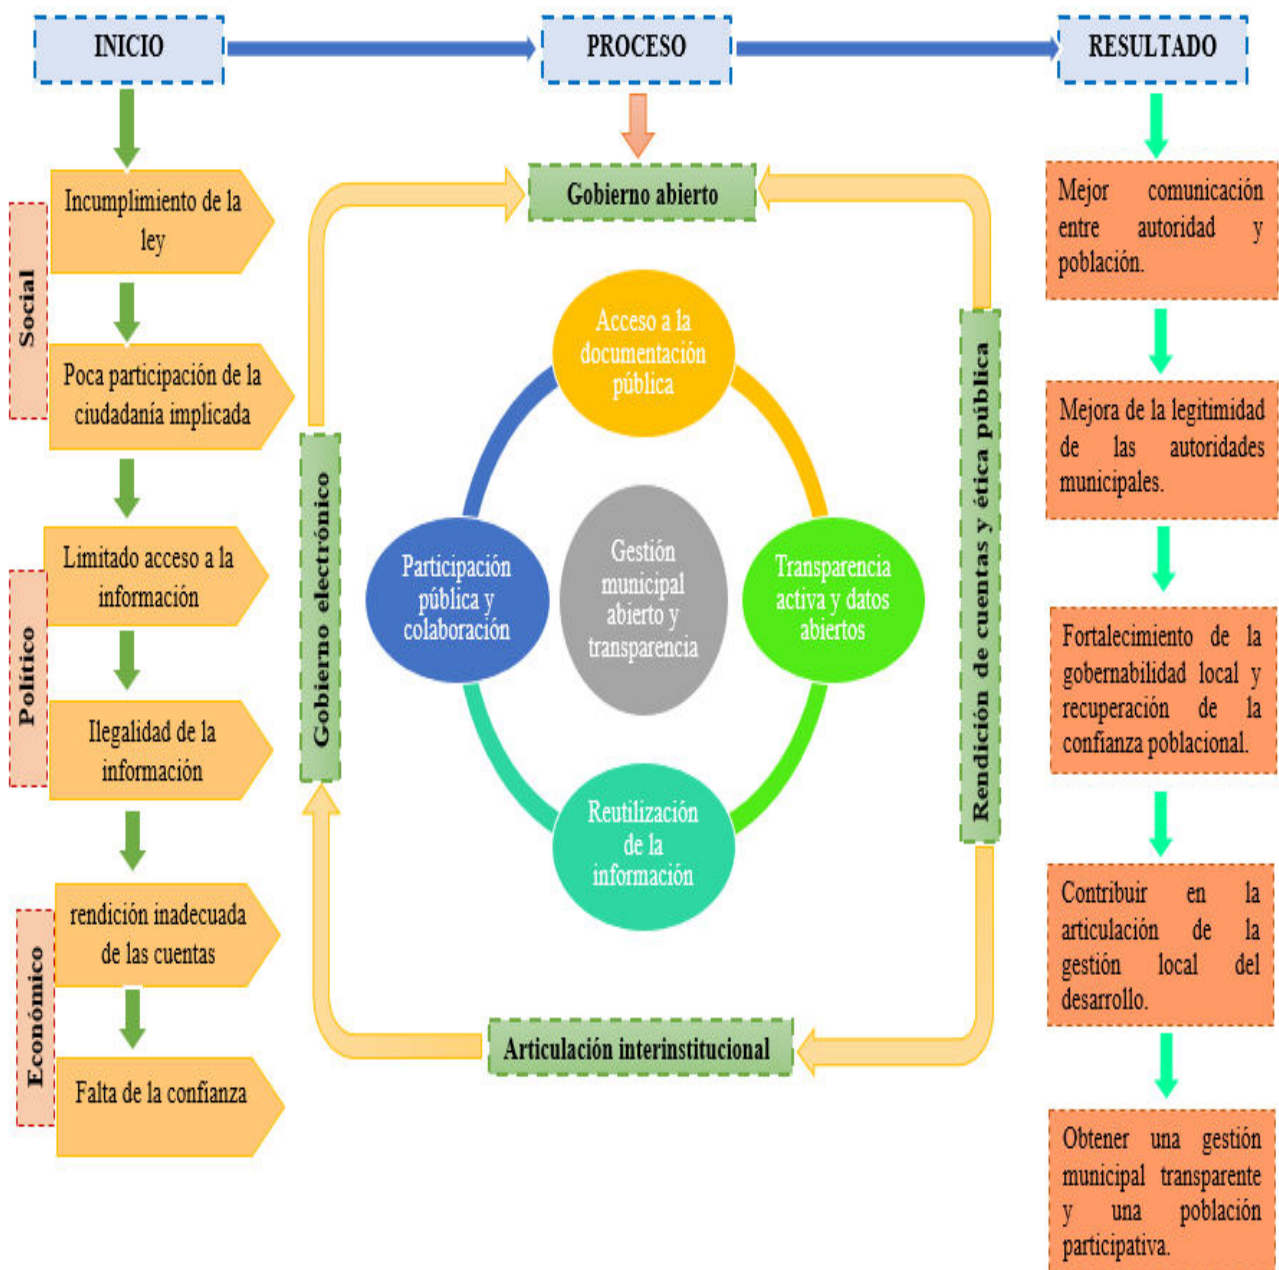 INICIO
PROCESO
RESULTADO
Social
Incumplimiento de la
ley
Poca participación de la
ciudadanía implicada
Político
Limitado acceso a la
información
Ilegalidad de la
información
Económico
rendición inadecuada
de las cuentas
Falta de la confianza
Gobierno abierto
Gobierno electrónico
Acceso a la
documentación
pública
Participación
pública y
colaboración
Gestión
municipal
abierto y
transparencia
Transparencia
activa y datos
abiertos
Reutilización
de la
información
Rendición de cuentas y ética pública
Articulación interinstitucional
Mejor comunicación
entre autoridad y
población.
Mejora de la legitimidad
de las autoridades
municipales.
Fortalecimiento de la
gobernabilidad local y
recuperación de la
confianza poblacional.
Contribuir en la
articulación de la
gestión local del
desarrollo.
Obtener una gestión
municipal transparente
y una población
participativa.